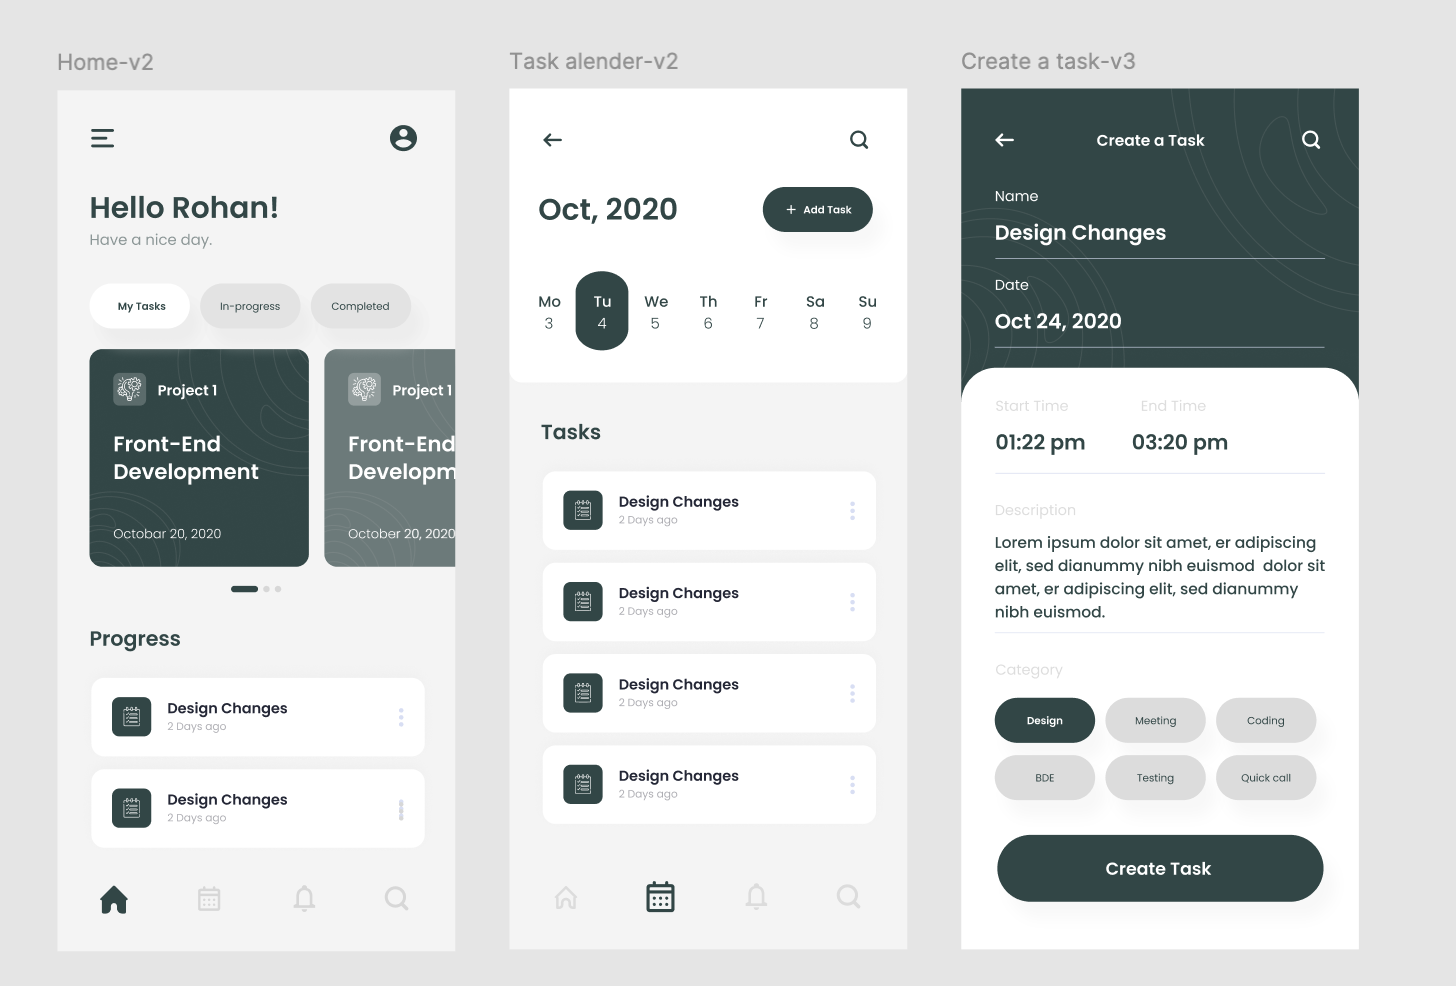 Home-v2
Hello Rohan!
Have a nice day.
My Tasks
In-progress
Completed
Project 1
Front-End
Development
Octobar 20, 2020
Project 1
Front-End
Developm
October 20, 2020
Progress
Design Changes
2 Days ago
Design Changes
2 Days ago
Task alender-v2
Oct, 2020
+ Add Task
Mo Tu We Th Fr Sa Su
3 4 5 6 7 8 9
Tasks
Design Changes
2 Days ago
Design Changes
2 Days ago
Design Changes
2 Days ago
Design Changes
2 Days ago
Create a task-v3
Create a Task
Name
Design Changes
Date
Oct 24, 2020
Start Time End Time
01:22 pm 03:20 pm
Description
Lorem ipsum dolor sit amet, er adipiscing
elit, sed dianummy nibh euismod  dolor sit
amet, er adipiscing elit, sed dianummy
nibh euismod.
Category
Design Meeting Coding
BDE Testing Quick call
Create Task